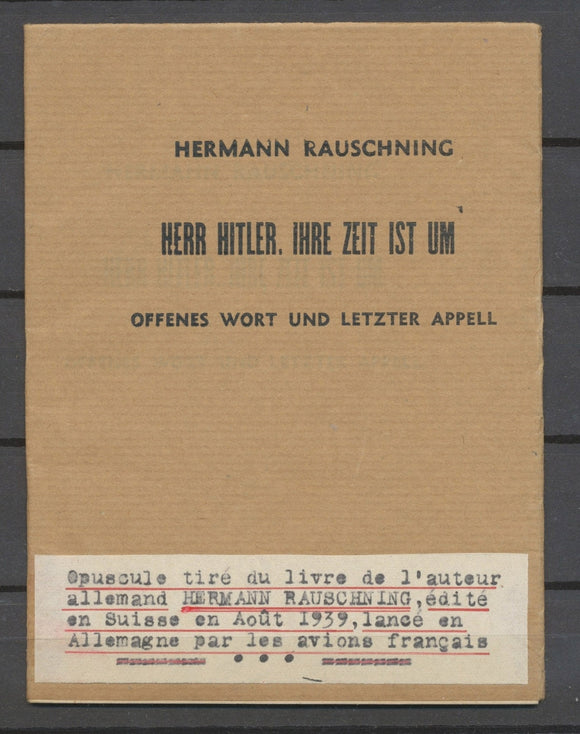 HERMANN RAUSCHNING
HERR HITLER. IHRE ZEIT IST UM
OFFENES WORT UND LETZTER APPELL
Opuscule tiré du livre de l'auteur
allemand HERMANN RAUSCHNING,édité
en Suisse en Août I939,lancé en
Allemagne par les avions français